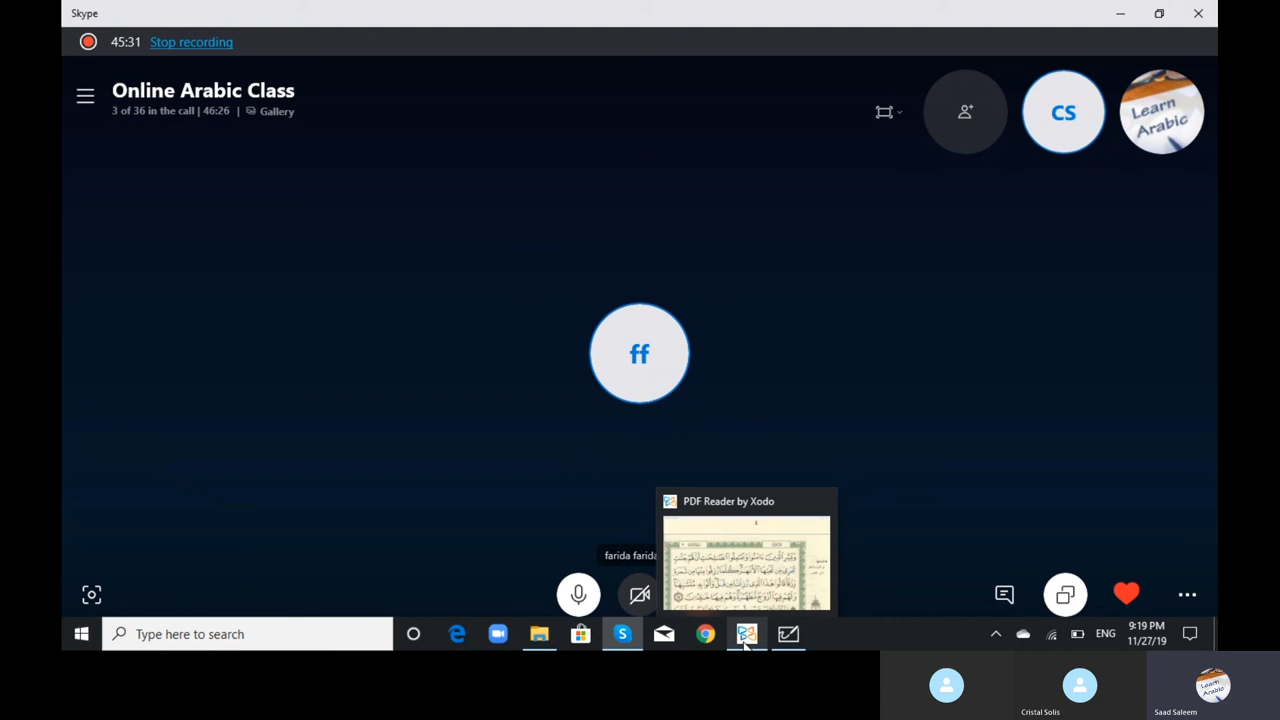 Skype
45:31 Stop recording
Online Arabic Class
3 of 36 in the call | 46:26 | Gallery
CS
Learn
Arabic
ff
PDF Reader by Xodo
farida farida
Type here to search
ENG
9:19 PM
11/27/19
Cristal Solis
Learn
Arabic
Saad Saleem